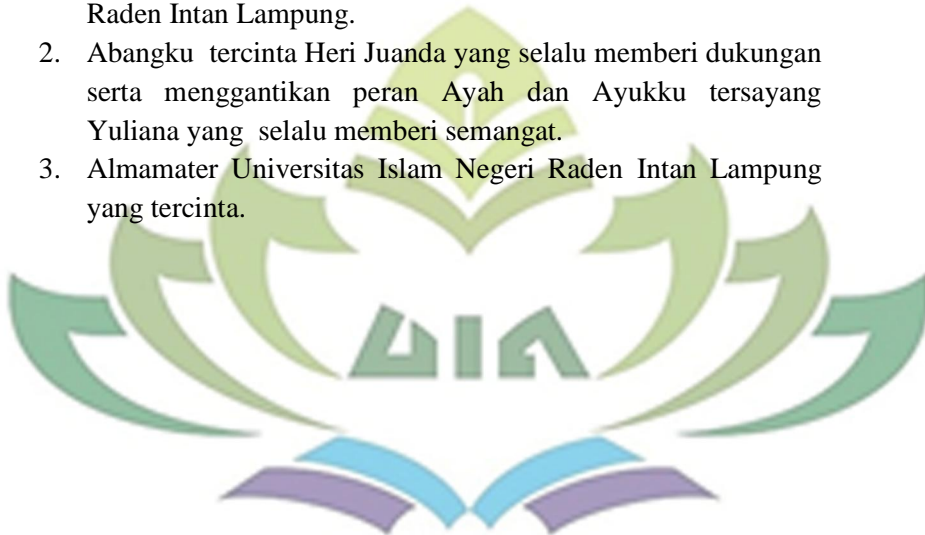 Raden Intan Lampung.
2. Abangku tercinta Heri Juanda yang selalu memberi dukungan
serta menggantikan peran Ayah dan Ayukku tersayang
Yuliana yang selalu memberi semangat.
3. Almamater Universitas Islam Negeri Raden Intan Lampung
yang tercinta.
UIN